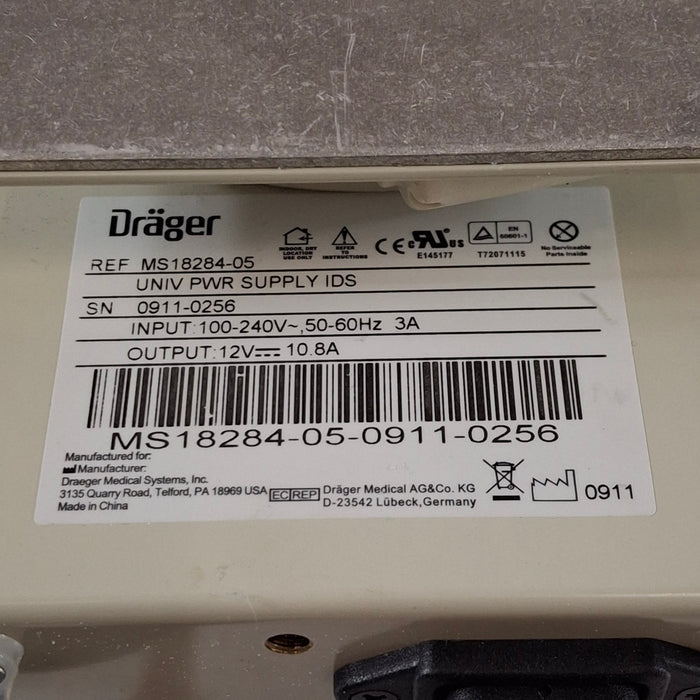 Dräger
INDOOR, DRY LOCATION USE ONLY
REFER TO INSTRUCTIONS
CE
c RU US
E145177
EN 60601-1
T72071115
No Serviceable Parts Inside
REF MS18284-05
UNIV PWR SUPPLY IDS
SN 0911-0256
INPUT:100-240V~,50-60Hz 3A
OUTPUT:12V⎓ 10.8A
MS18284-05-0911-0256
Manufactured for:
Manufacturer:
Draeger Medical Systems, Inc.
3135 Quarry Road, Telford, PA 18969 USA
Made in China
EC REP
Dräger Medical AG&Co. KG
D-23542 Lübeck,Germany
0911